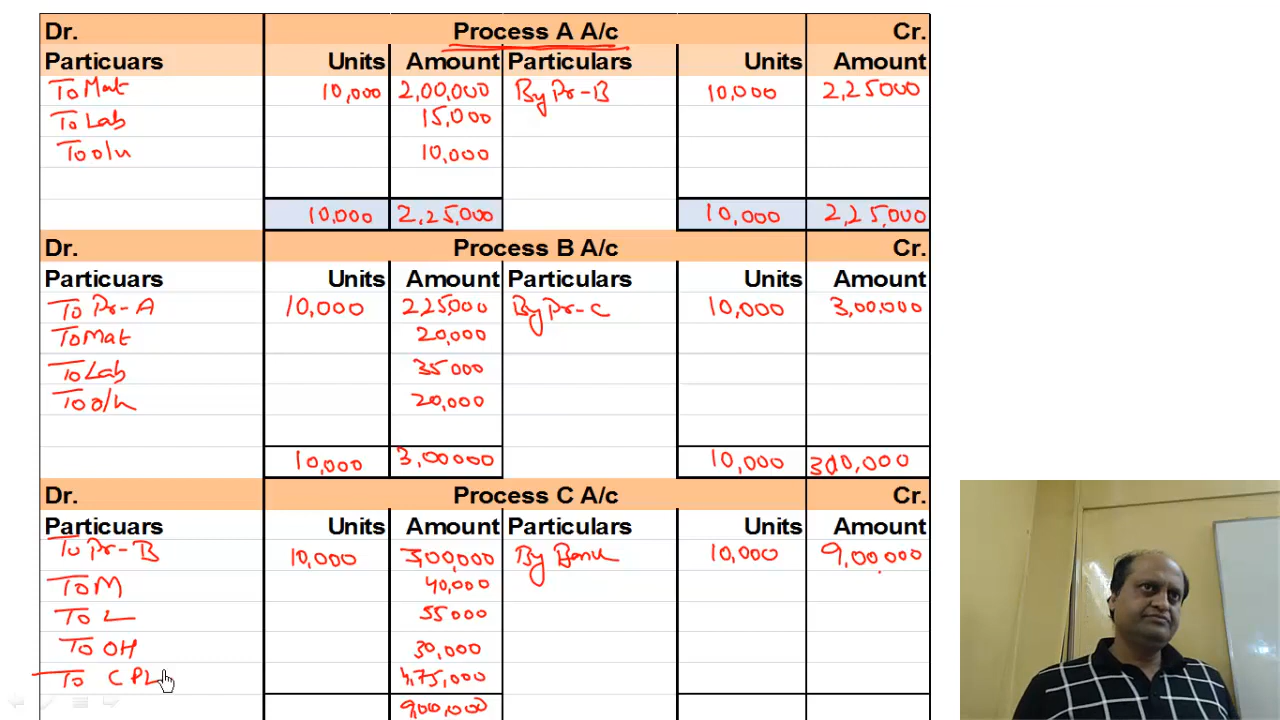 Dr. Process A A/c Cr.
Particuars Units Amount Particulars Units Amount
To Mat 10,000 2,00,000 By Pr-B 10,000 2,25000
To Lab 15,000
To O/H 10,000
10,000 2,25,000 10,000 2,25,000
Dr. Process B A/c Cr.
Particuars Units Amount Particulars Units Amount
To Pr-A 10,000 225,000 By Pr-C 10,000 3,00,000
To Mat 20,000
To Lab 35000
To O/H 20,000
10,000 3,00000 10,000 300,000
Dr. Process C A/c Cr.
Particuars Units Amount Particulars Units Amount
To Pr-B 10,000 300,000 By Bank 10,000 9,00,000
To M 40,000
To L 55000
To OH 30,000
To CPL 475,000
900,000